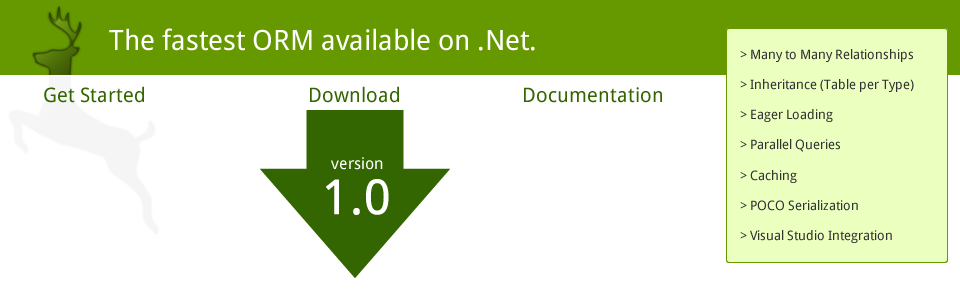 The fastest ORM available on .Net.
Get Started
Download
Documentation
version
1.0
> Many to Many Relationships
> Inheritance (Table per Type)
> Eager Loading
> Parallel Queries
> Caching
> POCO Serialization
> Visual Studio Integration